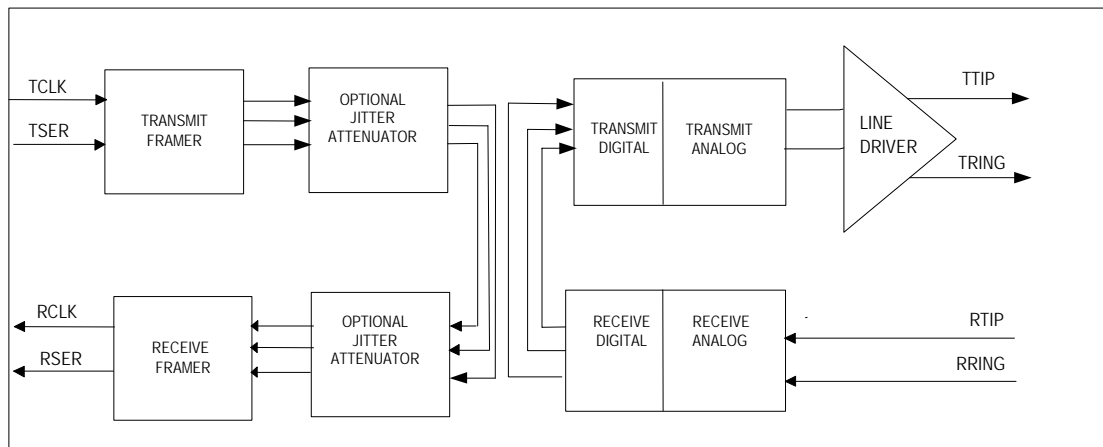 TCLK
TSER
TRANSMIT
FRAMER
OPTIONAL
JITTER
ATTENUATOR
TRANSMIT
DIGITAL
TRANSMIT
ANALOG
LINE
DRIVER
TTIP
TRING
RCLK
RSER
RECEIVE
FRAMER
OPTIONAL
JITTER
ATTENUATOR
RECEIVE
DIGITAL
RECEIVE
ANALOG
RTIP
RRING